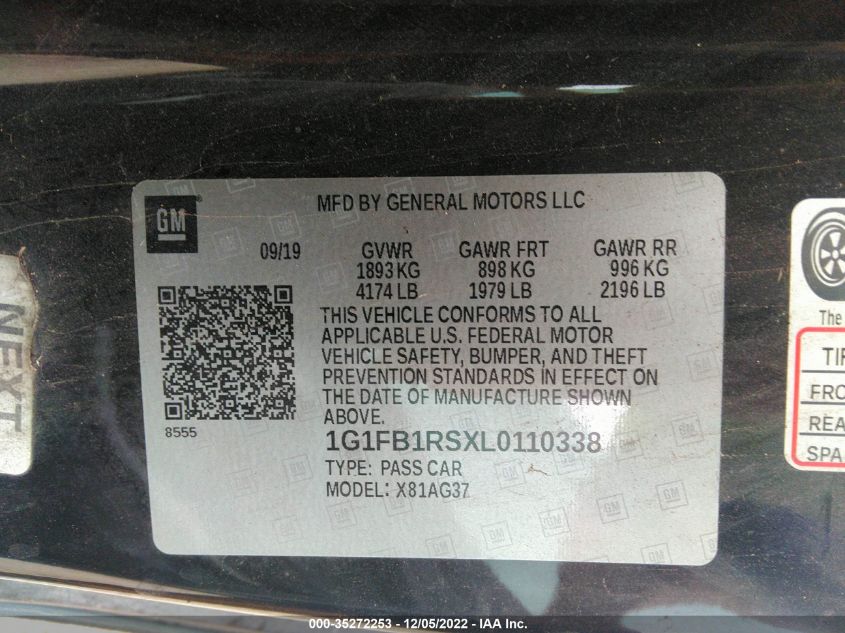 GM
MFD BY GENERAL MOTORS LLC
09/19 GVWR GAWR FRT GAWR RR
1893 KG 898 KG 996 KG
4174 LB 1979 LB 2196 LB
THIS VEHICLE CONFORMS TO ALL
APPLICABLE U.S. FEDERAL MOTOR
VEHICLE SAFETY, BUMPER, AND THEFT
PREVENTION STANDARDS IN EFFECT ON
THE DATE OF MANUFACTURE SHOWN
ABOVE.
8555
1G1FB1RSXL0110338
TYPE: PASS CAR
MODEL: X81AG37
NEXT
The
TIR
FRO
REA
SPA
000-35272253 - 12/05/2022 - IAA Inc.